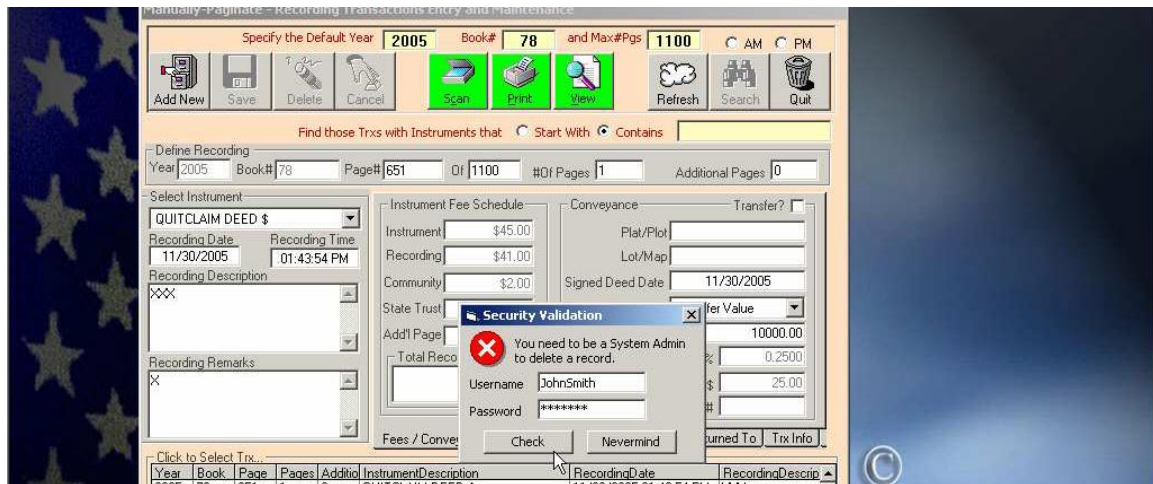 Manually-Paginate - Recording Transactions Entry and Maintenance
Specify the Default Year 2005 Book# 78 and Max#Pgs 1100 AM PM
Add New Save Delete Cancel Scan Print View Refresh Search Quit
Find those Trxs with Instruments that Start With Contains
Define Recording
Year 2005 Book# 78 Page# 651 Of 1100 #Of Pages 1 Additional Pages 0
Select Instrument
QUITCLAIM DEED $
Recording Date Recording Time
11/30/2005 01:43:54 PM
Recording Description
XXX
Recording Remarks
X
Instrument Fee Schedule
Instrument $45.00
Recording $41.00
Community $2.00
State Trust
Add'l Page
Total Reco
Fees / Convey
Conveyance Transfer?
Plat/Plot
Lot/Map
Signed Deed Date 11/30/2005
fer Value
10000.00
% 0.2500
$ 25.00
#
urned To Trx Info
Security Validation
You need to be a System Admin
to delete a record.
Username JohnSmith
Password *******
Check Nevermind
Click to Select Trx...
Year Book Page Pages Additiol InstrumentDescription RecordingDate RecordingDescrip
©